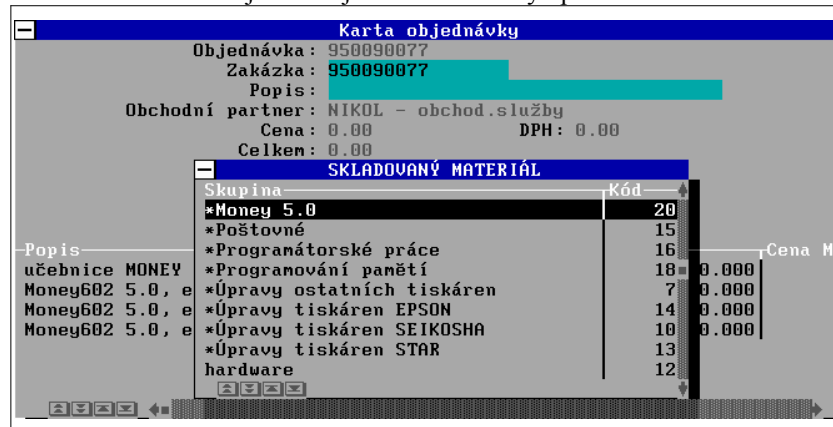 Karta objednávky
Objednávka: 950090077
Zakázka: 950090077
Popis:
Obchodní partner: NIKOL - obchod.služby
Cena: 0.00 DPH: 0.00
Celkem: 0.00
SKLADOVANÝ MATERIÁL
Skupina Kód
*Money 5.0 20
*Poštovné 15
*Programátorské práce 16
*Programování pamětí 18
*Úpravy ostatních tiskáren 7
*Úpravy tiskáren EPSON 14
*Úpravy tiskáren SEIKOSHA 10
*Úpravy tiskáren STAR 13
hardware 12
Popis Cena M
učebnice MONEY 0.000
Money602 5.0, e 0.000
Money602 5.0, e 0.000
Money602 5.0, e 0.000